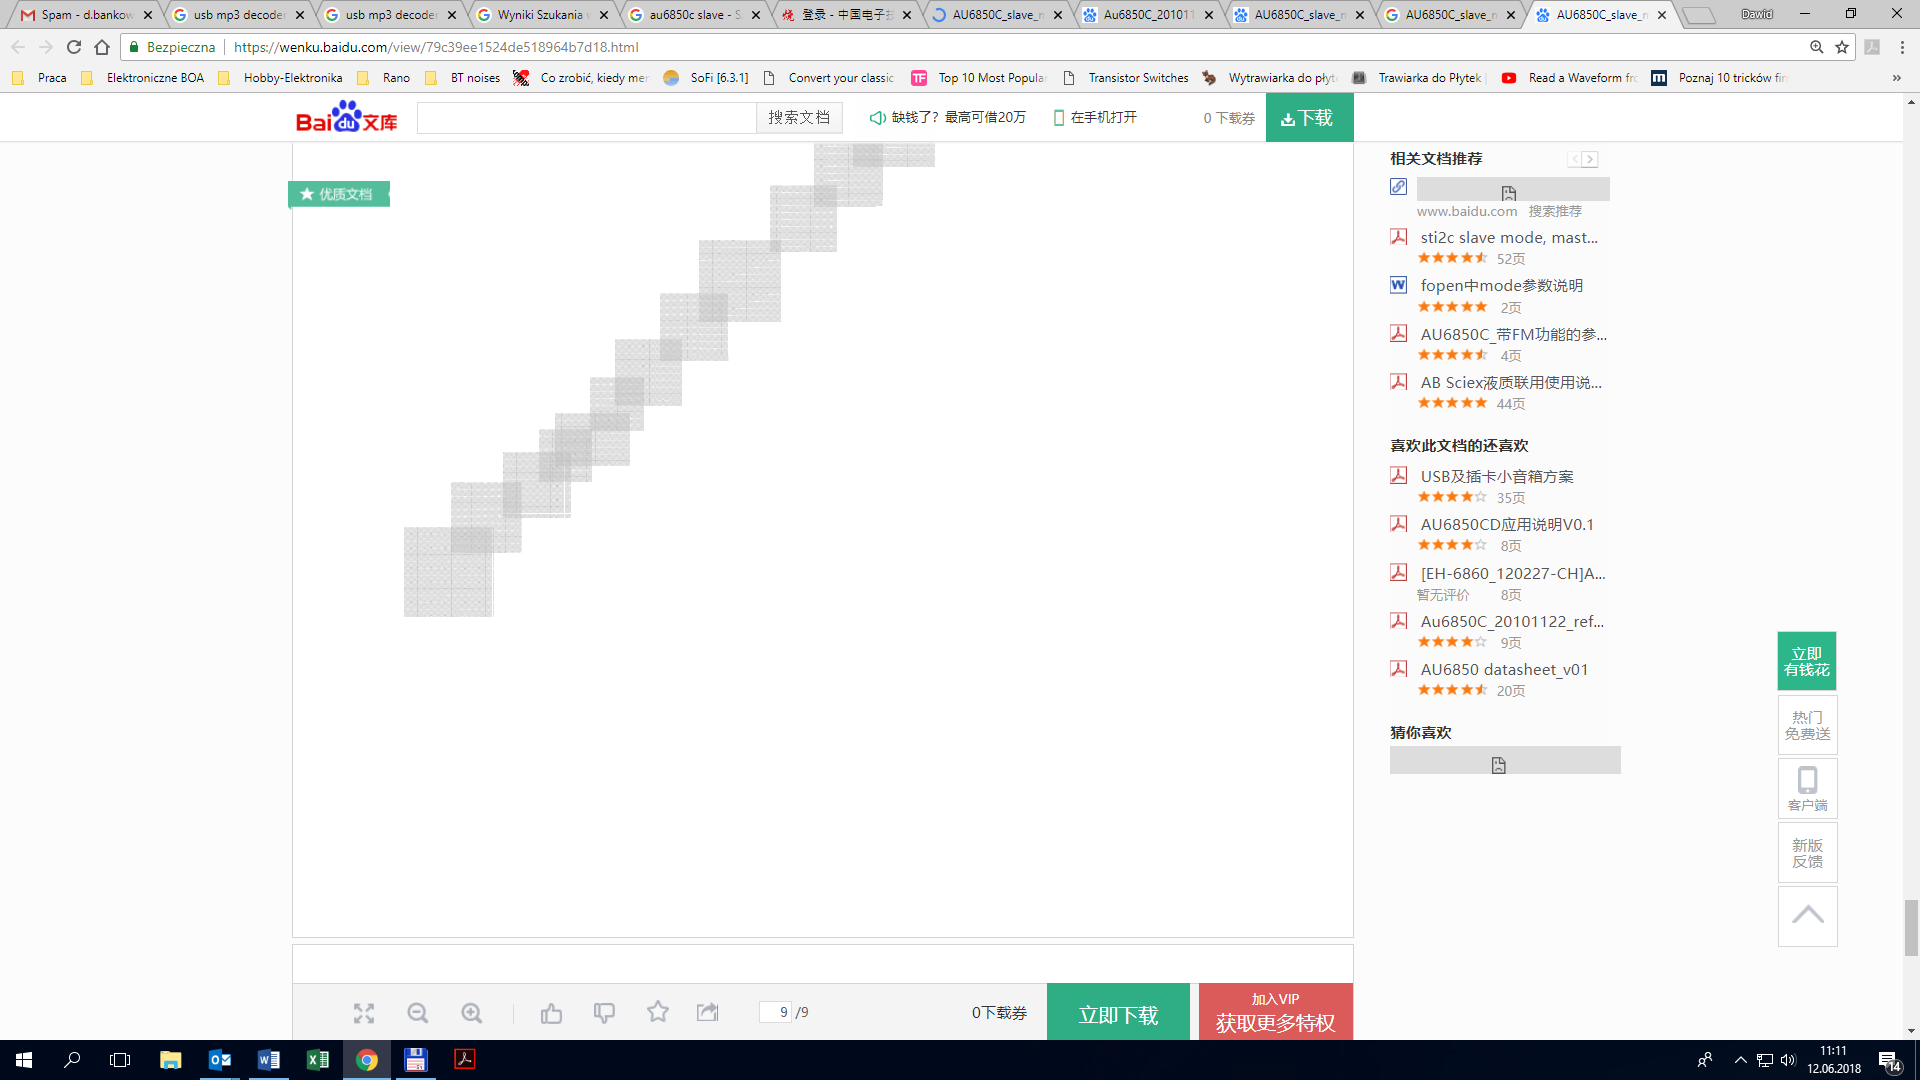 Spam - d.bankow
usb mp3 decoder
usb mp3 decoder
Wyniki Szukania w
au6850c slave - S
登录 - 中国电子技
AU6850C_slave_m
Au6850C_201011
AU6850C_slave_m
AU6850C_slave_m
AU6850C_slave_m
Dawid
Bezpieczna
https://wenku.baidu.com/view/79c39ee1524de518964b7d18.html
Praca
Elektroniczne BOA
Hobby-Elektronika
Rano
BT noises
Co zrobić, kiedy mer
SoFi [6.3.1]
Convert your classic
Top 10 Most Popula
Transistor Switches
Wytrawiarka do płyte
Trawiarka do Płytek
Read a Waveform fro
Poznaj 10 tricków fir
»
Bai du 文库
搜索文档
缺钱了？最高可借20万
在手机打开
0 下载券
下载
优质文档
相关文档推荐
www.baidu.com 搜索推荐
sti2c slave mode, mast...
52页
fopen中mode参数说明
2页
AU6850C_带FM功能的参...
4页
AB Sciex液质联用使用说...
44页
喜欢此文档的还喜欢
USB及插卡小音箱方案
35页
AU6850CD应用说明V0.1
8页
[EH-6860_120227-CH]A...
暂无评价 8页
Au6850C_20101122_ref...
9页
AU6850 datasheet_v01
20页
猜你喜欢
立即
有钱花
热门
免费送
客户端
新版
反馈
9 /9
0下载券
立即下载
加入VIP
获取更多特权
11:11
12.06.2018
14